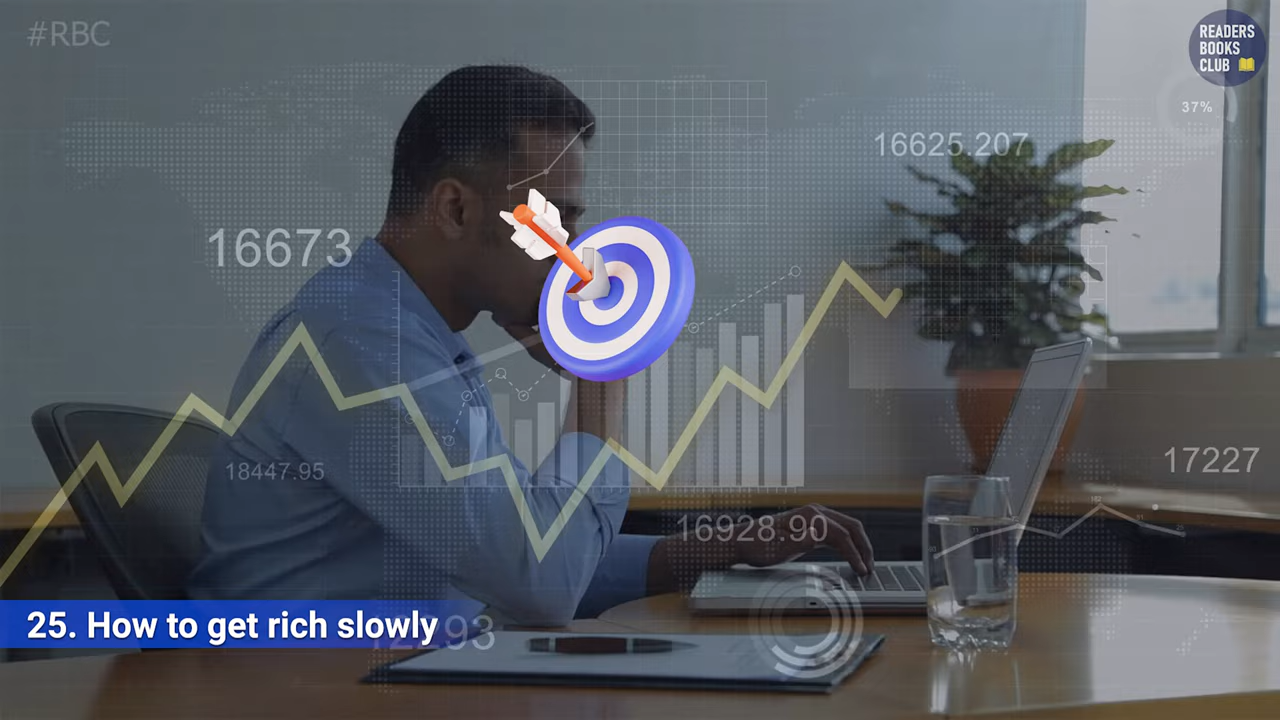 #RBC
READERS
BOOKS
CLUB
37%
16625.207
16673
18447.95
17227
16928.90
25. How to get rich slowly